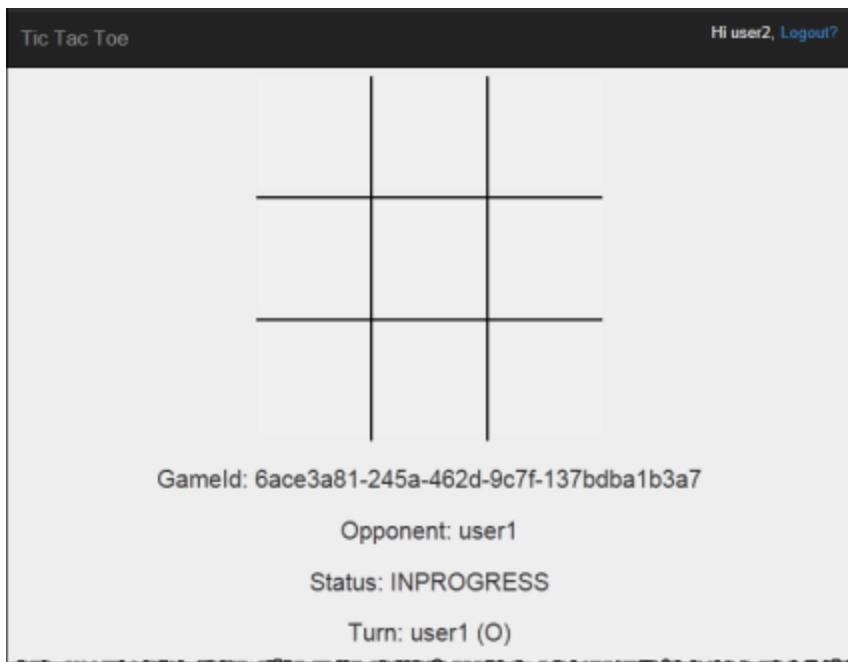 Tic Tac Toe
Hi user2, Logout?
GameId: 6ace3a81-245a-462d-9c7f-137bdba1b3a7
Opponent: user1
Status: INPROGRESS
Turn: user1 (O)